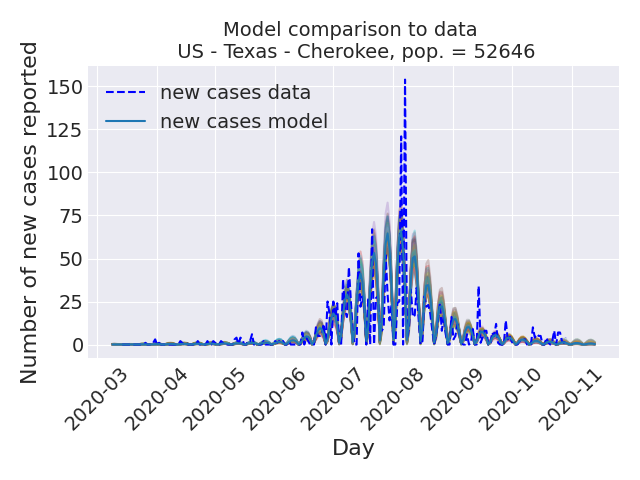 Model comparison to data
US - Texas - Cherokee, pop. = 52646
Number of new cases reported
150
125
100
75
50
25
0
new cases data
new cases model
2020-03
2020-04
2020-05
2020-06
2020-07
2020-08
2020-09
2020-10
2020-11
Day